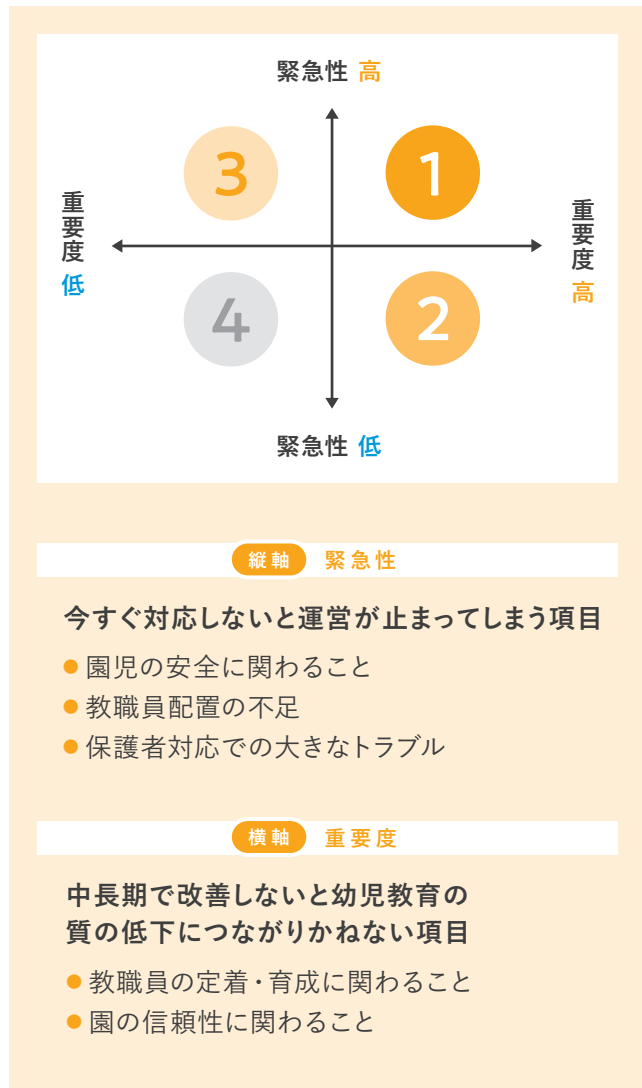 緊急性 高
3
1
重要度 低
重要度 高
4
2
緊急性 低
縦軸 緊急性
今すぐ対応しないと運営が止まってしまう項目
●園児の安全に関わること
●教職員配置の不足
●保護者対応での大きなトラブル
横軸 重要度
中長期で改善しないと幼児教育の
質の低下につながりかねない項目
●教職員の定着・育成に関わること
●園の信頼性に関わること